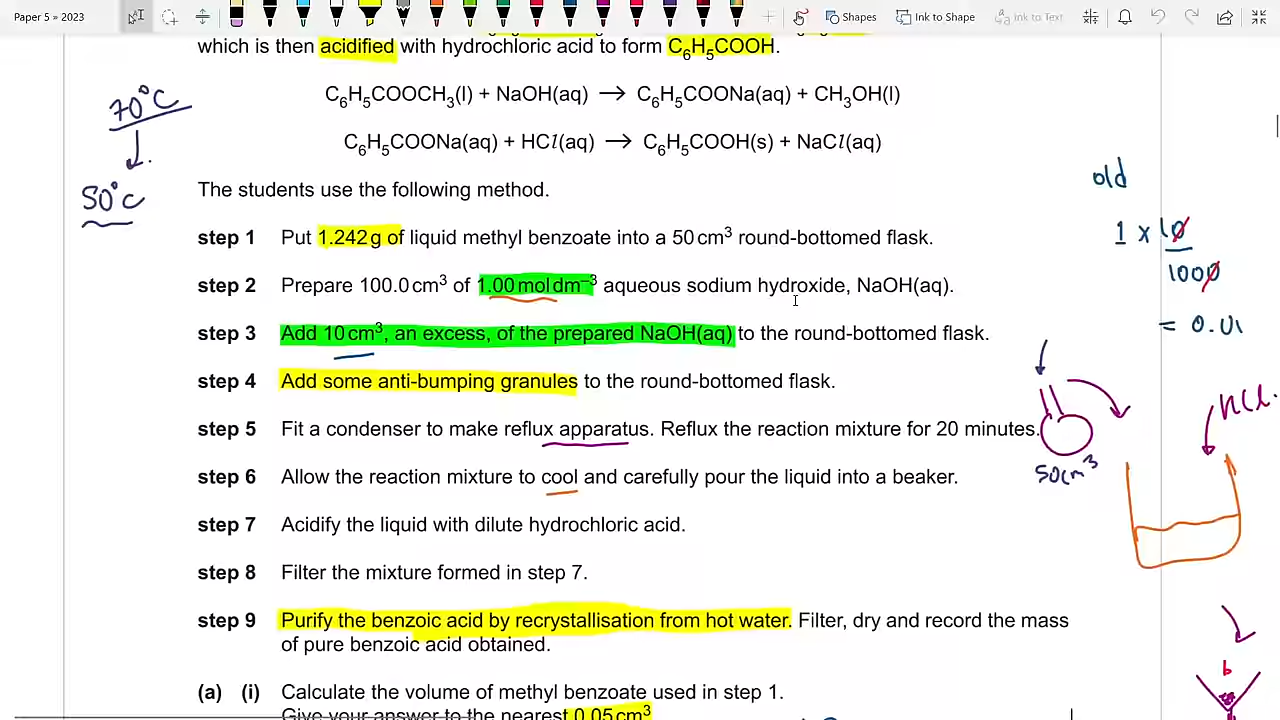 Paper 5 » 2023
Shapes
Ink to Shape
Ink to Text
which is then acidified with hydrochloric acid to form C₆H₅COOH.
70°C
C₆H₅COOCH₃(l) + NaOH(aq) → C₆H₅COONa(aq) + CH₃OH(l)
C₆H₅COONa(aq) + HCl(aq) → C₆H₅COOH(s) + NaCl(aq)
50°C
The students use the following method.
old
step 1 Put 1.242 g of liquid methyl benzoate into a 50 cm³ round-bottomed flask.
1 x 10
1000
step 2 Prepare 100.0 cm³ of 1.00 mol dm⁻³ aqueous sodium hydroxide, NaOH(aq).
= 0.01
step 3 Add 10 cm³, an excess, of the prepared NaOH(aq) to the round-bottomed flask.
step 4 Add some anti-bumping granules to the round-bottomed flask.
HCl.
step 5 Fit a condenser to make reflux apparatus. Reflux the reaction mixture for 20 minutes.
50cm³
step 6 Allow the reaction mixture to cool and carefully pour the liquid into a beaker.
step 7 Acidify the liquid with dilute hydrochloric acid.
step 8 Filter the mixture formed in step 7.
step 9 Purify the benzoic acid by recrystallisation from hot water. Filter, dry and record the mass
of pure benzoic acid obtained.
b
(a) (i) Calculate the volume of methyl benzoate used in step 1.
Give your answer to the nearest 0.05 cm³